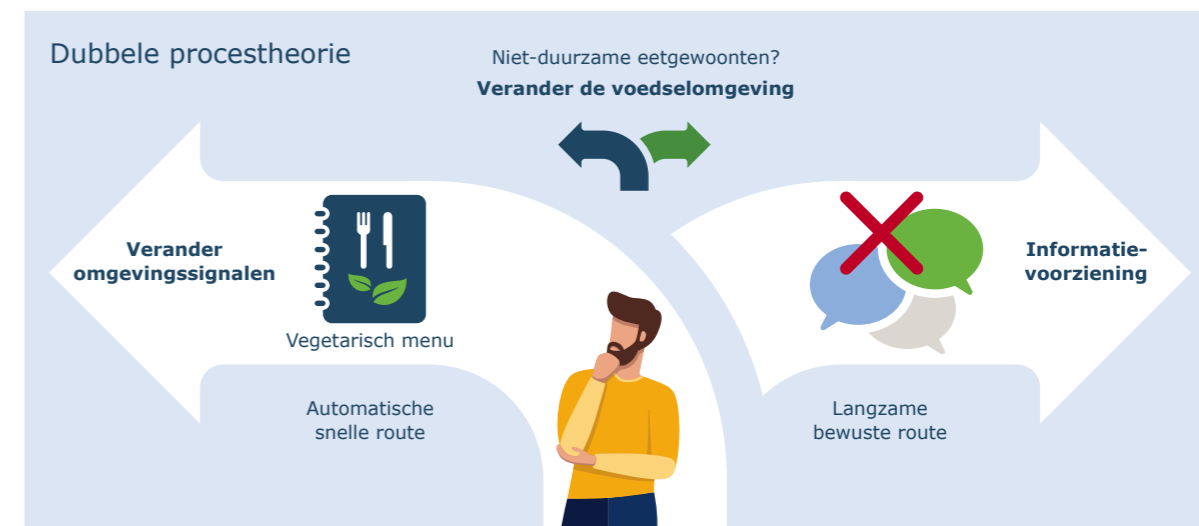 Dubbele procestheorie
Niet-duurzame eetgewoonten?
Verander de voedselomgeving
Verander
omgevingssignalen
Vegetarisch menu
Automatische
snelle route
Informatie-
voorziening
Langzame
bewuste route